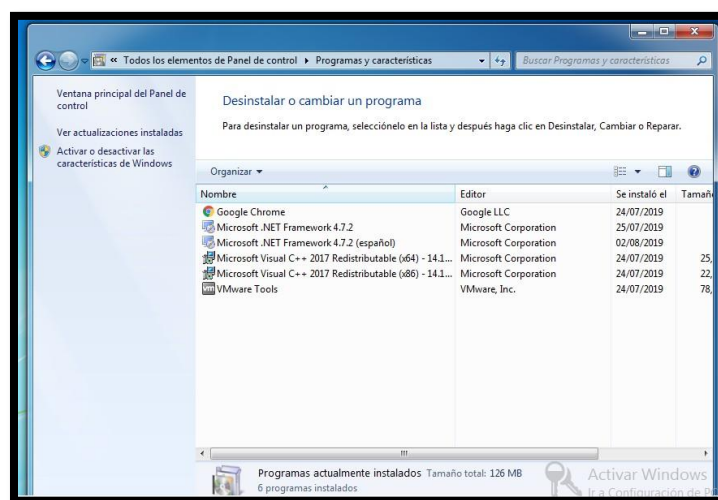 « Todos los elementos de Panel de control ▸ Programas y características
Buscar Programas y características
Ventana principal del Panel de
control
Ver actualizaciones instaladas
Activar o desactivar las
características de Windows
Desinstalar o cambiar un programa
Para desinstalar un programa, selecciónelo en la lista y después haga clic en Desinstalar, Cambiar o Reparar.
Organizar
Nombre Editor Se instaló el Tamañ
Google Chrome Google LLC 24/07/2019
Microsoft .NET Framework 4.7.2 Microsoft Corporation 25/07/2019
Microsoft .NET Framework 4.7.2 (español) Microsoft Corporation 02/08/2019
Microsoft Visual C++ 2017 Redistributable (x64) - 14.1... Microsoft Corporation 24/07/2019 25,
Microsoft Visual C++ 2017 Redistributable (x86) - 14.1... Microsoft Corporation 24/07/2019 22,
vm VMware Tools VMware, Inc. 24/07/2019 78,
Programas actualmente instalados Tamaño total: 126 MB
6 programas instalados
Activar Windows
Ir a Configuración de PC